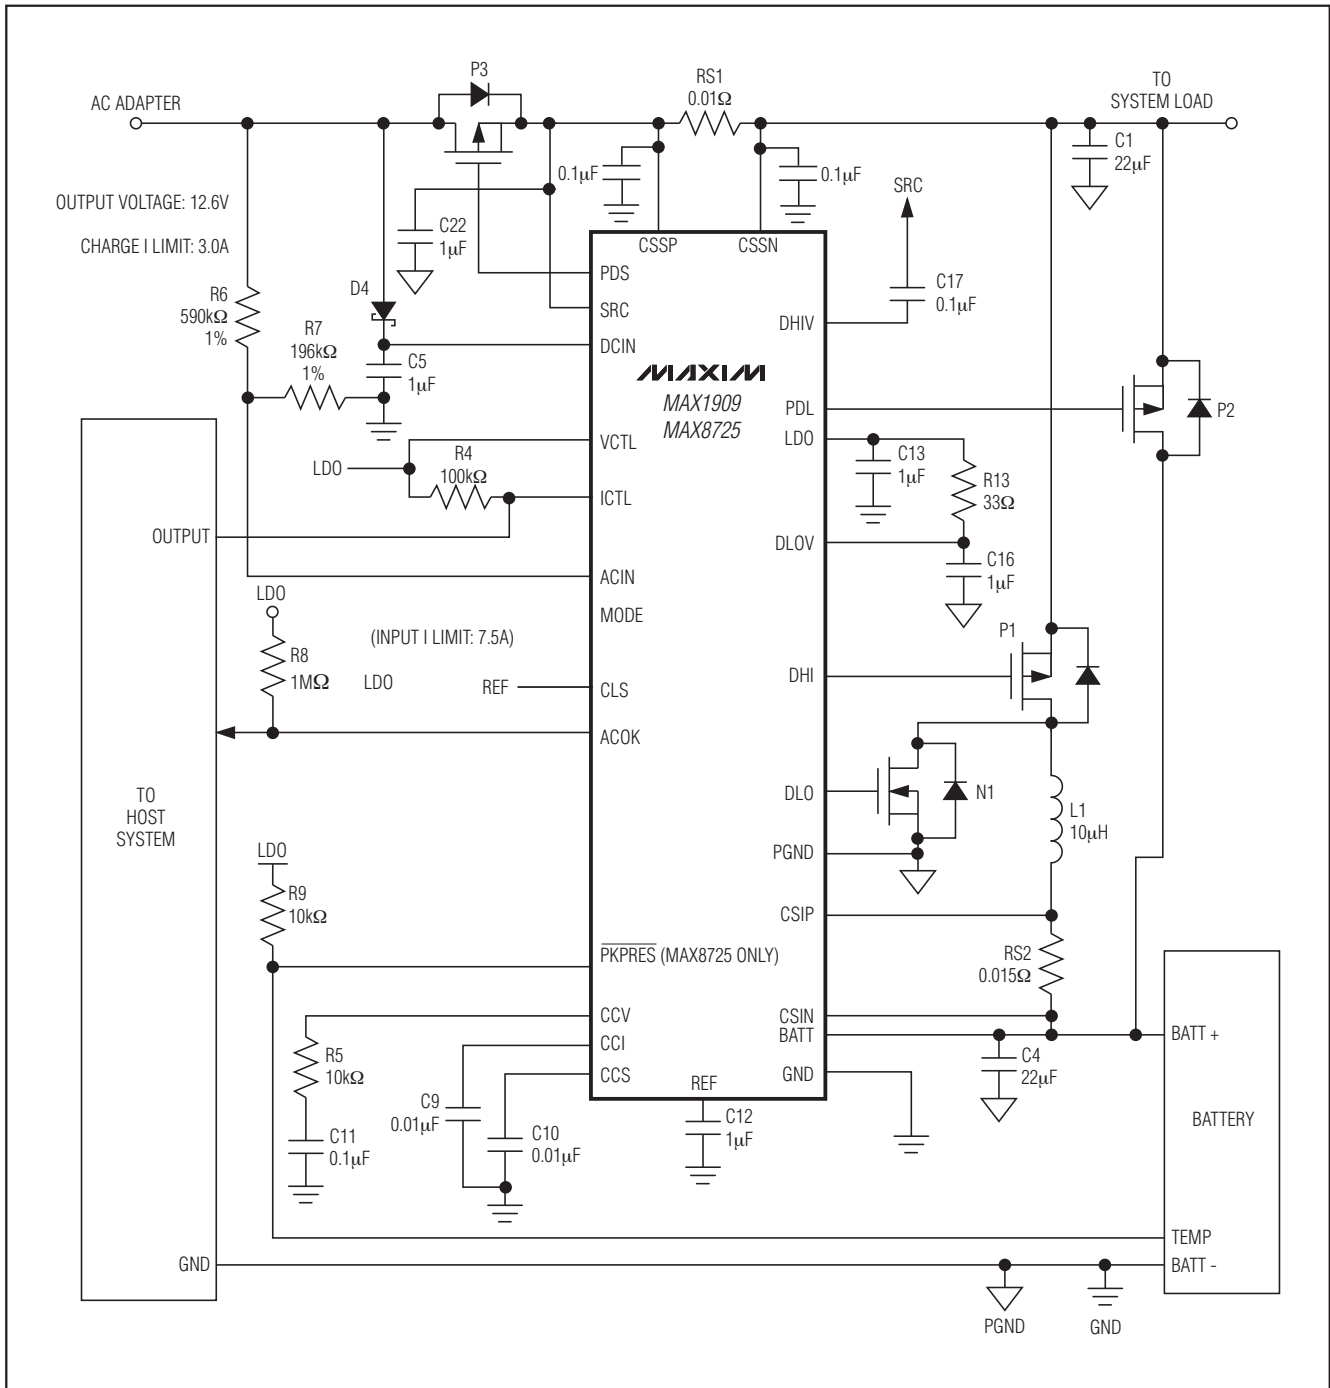 P3
RS1
0.01Ω
TO
SYSTEM LOAD
AC ADAPTER
C1
22µF
0.1µF
0.1µF
SRC
OUTPUT VOLTAGE: 12.6V
CHARGE I LIMIT: 3.0A
C22
1µF
CSSP
CSSN
PDS
C17
0.1µF
D4
R6
590kΩ
1%
SRC
DHIV
R7
196kΩ
1%
DCIN
C5
1µF
MAXIM
MAX1909
MAX8725
PDL
P2
VCTL
LDO
LDO
R4
100kΩ
C13
1µF
R13
33Ω
ICTL
OUTPUT
DLOV
C16
1µF
ACIN
LDO
MODE
(INPUT I LIMIT: 7.5A)
P1
R8
1MΩ
LDO
REF
CLS
DHI
ACOK
TO
HOST
SYSTEM
DLO
N1
L1
10µH
LDO
PGND
R9
10kΩ
CSIP
PKPRES (MAX8725 ONLY)
RS2
0.015Ω
CCV
CSIN
BATT
BATT +
CCI
R5
10kΩ
CCS
REF
GND
C4
22µF
C9
0.01µF
C12
1µF
BATTERY
C11
0.1µF
C10
0.01µF
TEMP
GND
BATT -
PGND
GND